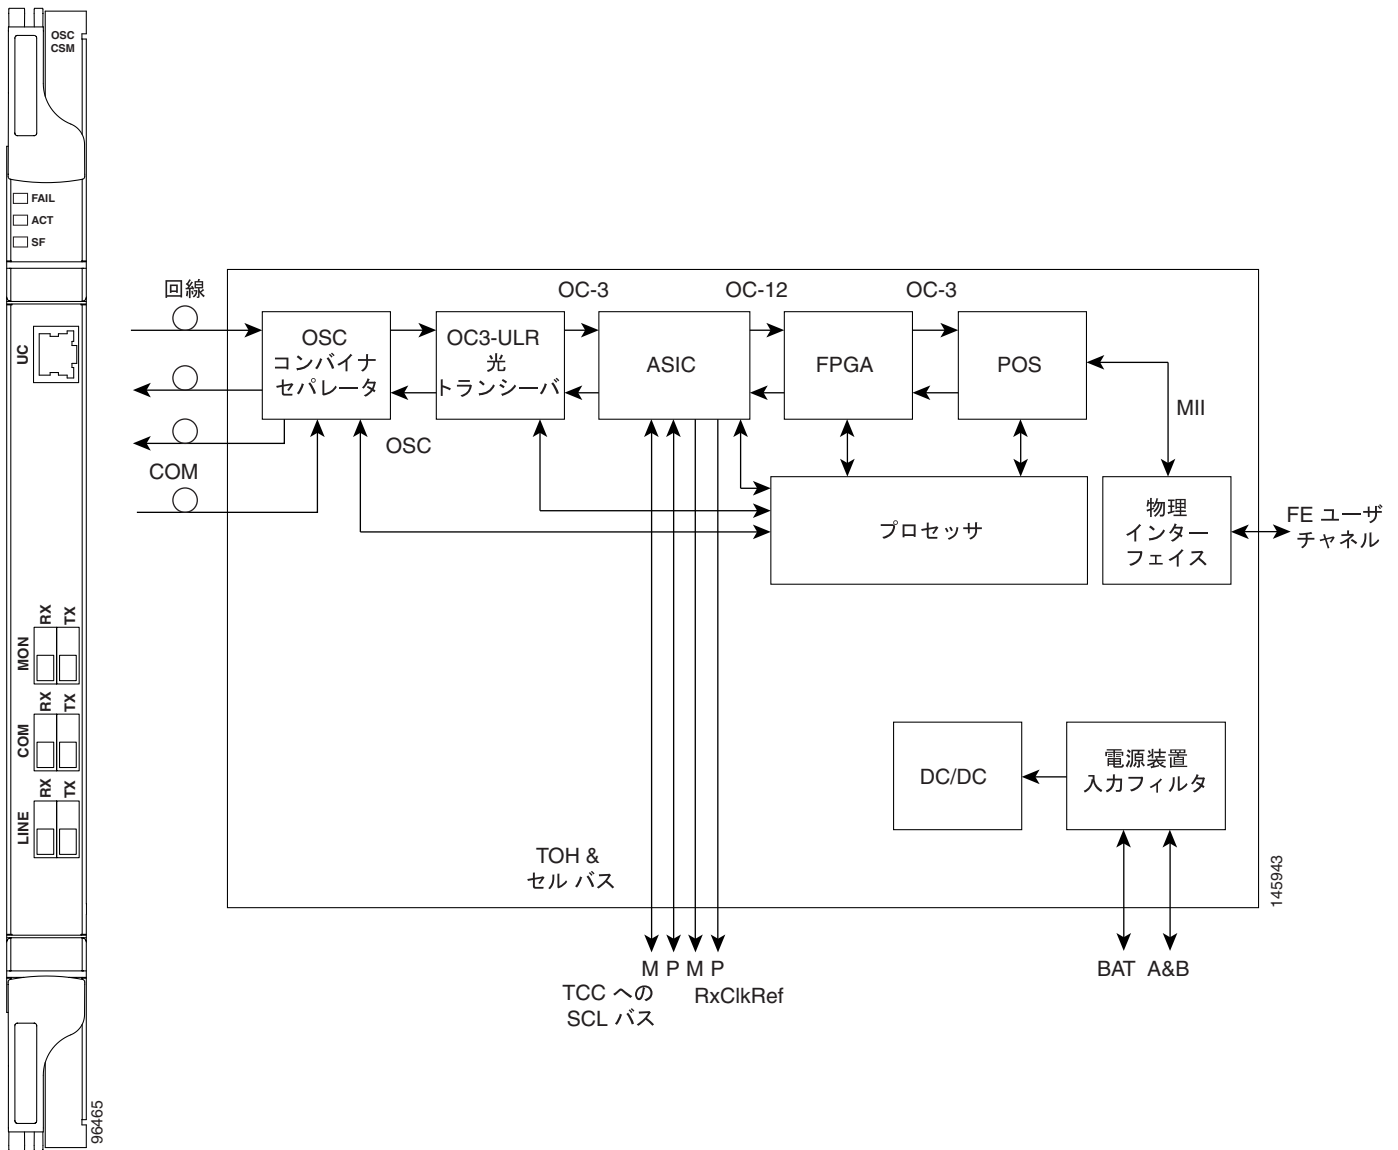 OSC
CSM
FAIL
ACT
SF
UC
RX
TX
MON
RX
TX
COM
RX
TX
LINE
96465
回線
COM
OC-3
OC-12
OC-3
OSC
コンバイナ
セパレータ
OC3-ULR
光
トランシーバ
ASIC
FPGA
POS
OSC
MII
プロセッサ
物理
インター
フェイス
FE ユーザ
チャネル
DC/DC
電源装置
入力フィルタ
TOH &
セル バス
145943
M P M P
TCC への
SCL バス
RxClkRef
BAT A&B